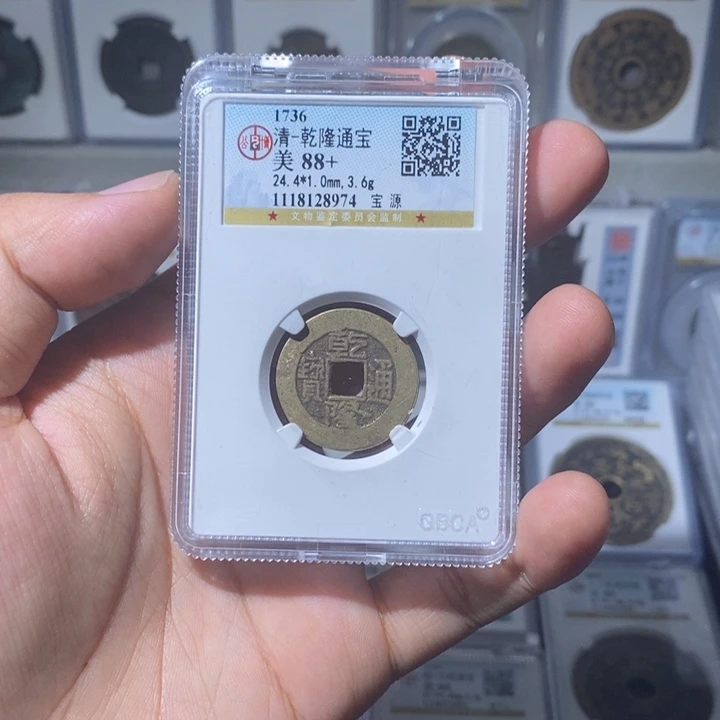 1736
清-乾隆通宝
美 88+
24.4*1.0mm,3.6g
1118128974 宝 源
★ 文物鉴定委员会监制 ★
乾
寳 通
隆
GBCA